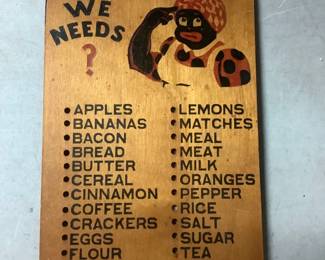 WE
NEEDS
?
APPLES
BANANAS
BACON
BREAD
BUTTER
CEREAL
CINNAMON
COFFEE
CRACKERS
EGGS
FLOUR
LEMONS
MATCHES
MEAL
MEAT
MILK
ORANGES
PEPPER
RICE
SALT
SUGAR
TEA